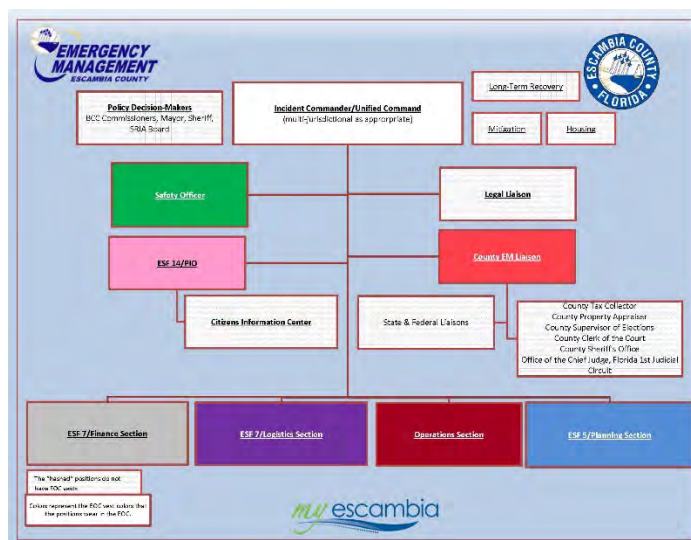 EMERGENCY
MANAGEMENT
ESCAMBIA COUNTY
ESCAMBIA COUNTY
FLORIDA
Policy Decision-Makers
BCC Commissioners, Mayor, Sheriff,
SRIA Board
Incident Commander/Unified Command
(multi-jurisdictional as appropriate)
Long-Term Recovery
Mitigation
Housing
Safety Officer
Legal Liaison
ESF 14/PIO
County EM Liaison
Citizens Information Center
State & Federal Liaisons
County Tax Collector
County Property Appraiser
County Supervisor of Elections
County Clerk of the Court
County Sheriff's Office
Office of the Chief Judge, Florida 1st Judicial
Circuit
ESF 7/Finance Section
ESF 7/Logistics Section
Operations Section
ESF 5/Planning Section
The "hashed" positions do not
have EOC vests
Colors represent the EOC vest colors that
the positions wear in the EOC.
my escambia